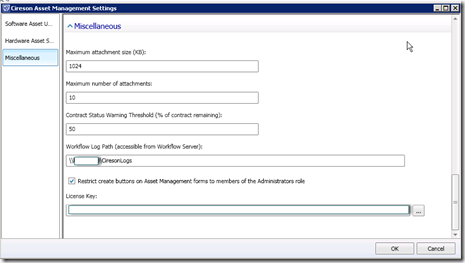 Cireson Asset Management Settings
Software Asset U...
Hardware Asset S...
Miscellaneous
Miscellaneous
Maximum attachment size (KB):
1024
Maximum number of attachments:
10
Contract Status Warning Threshold (% of contract remaining):
50
Workflow Log Path (accessible from Workflow Server):
\\ \CiresonLogs
Restrict create buttons on Asset Management forms to members of the Administrators role
License Key:
...
OK
Cancel